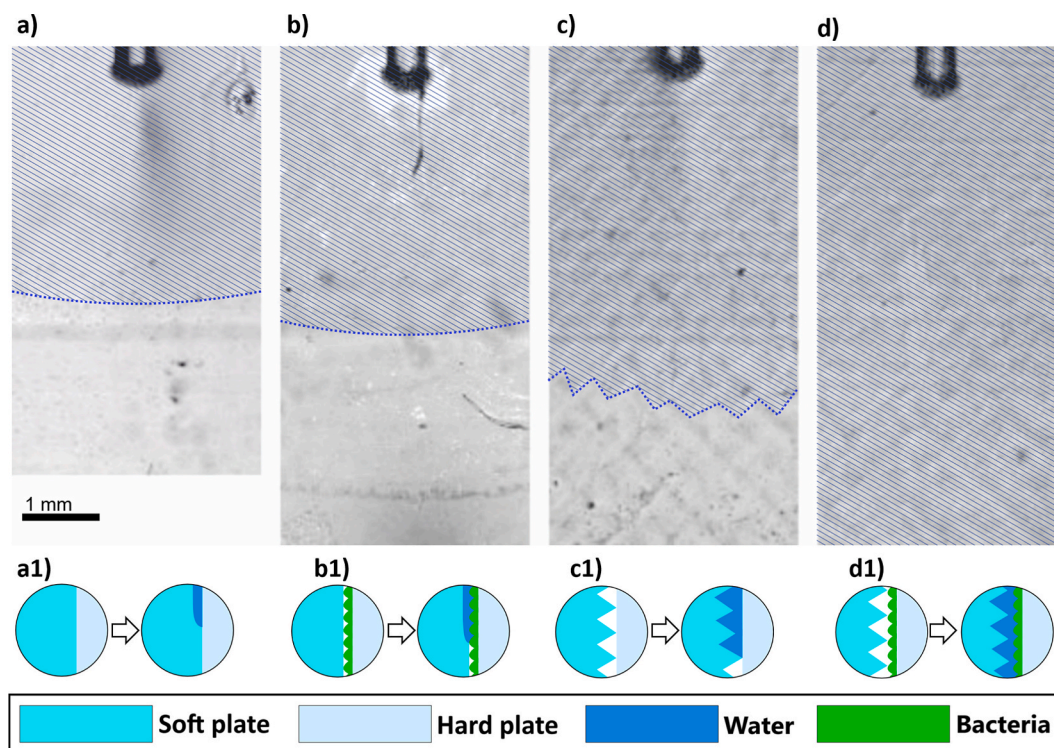 a)
b)
c)
d)
1 mm
a1)
b1)
c1)
d1)
Soft plate
Hard plate
Water
Bacteria